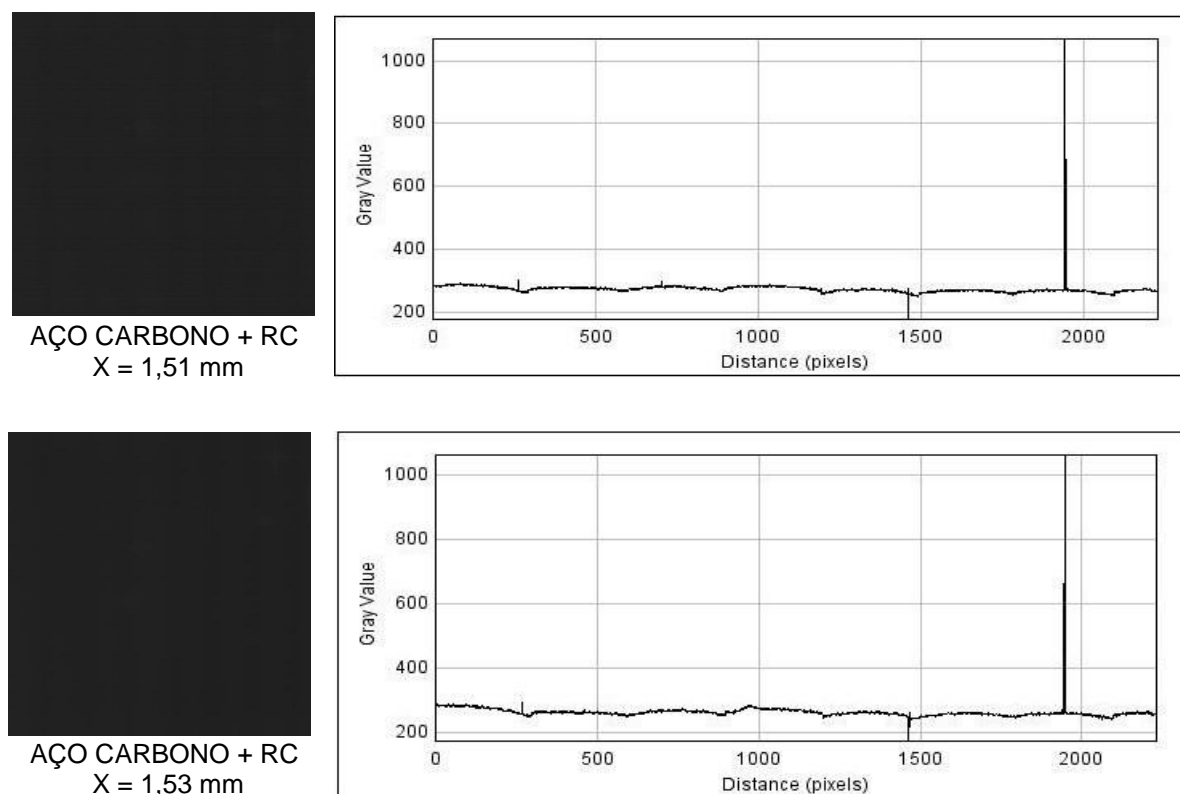 1000
800
600
400
200
Gray Value
0
500
1000
1500
2000
Distance (pixels)
AÇO CARBONO + RC
X = 1,51 mm
1000
800
600
400
200
Gray Value
0
500
1000
1500
2000
Distance (pixels)
AÇO CARBONO + RC
X = 1,53 mm